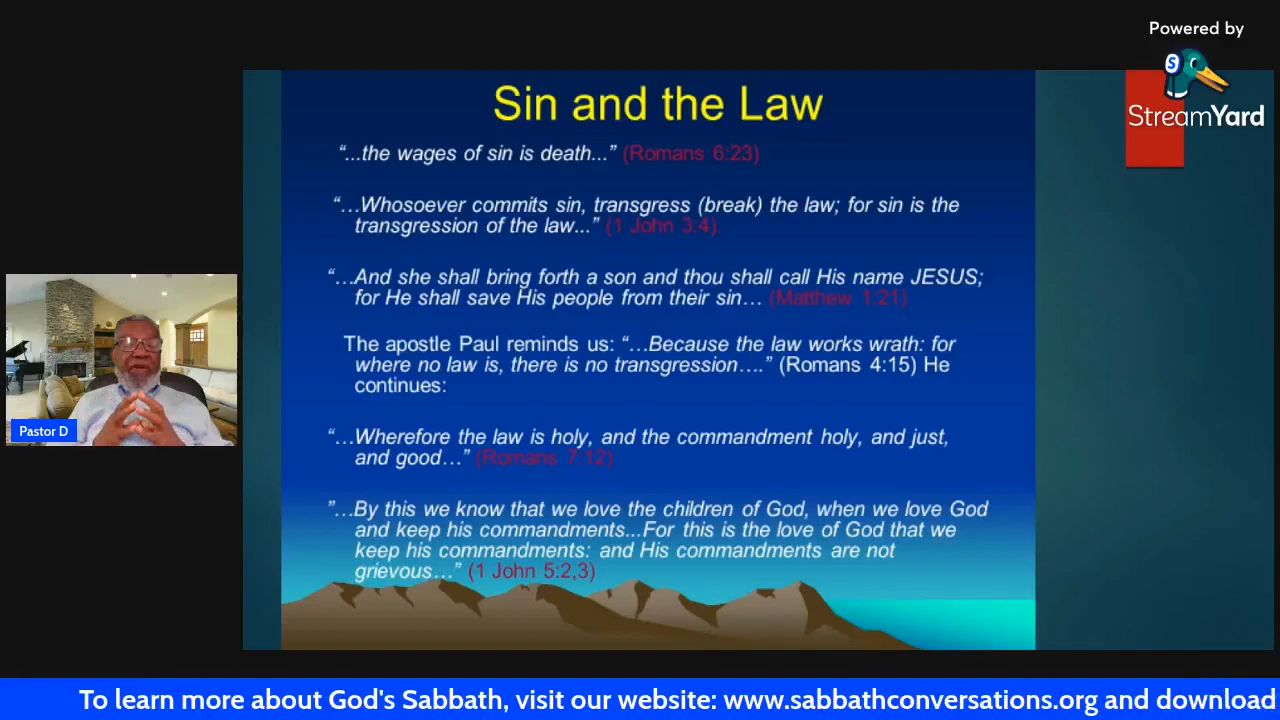 Powered by
S
StreamYard
Sin and the Law
“...the wages of sin is death...” (Romans 6:23)
“…Whosoever commits sin, transgress (break) the law; for sin is the
transgression of the law...” (1 John 3:4).
“…And she shall bring forth a son and thou shall call His name JESUS;
for He shall save His people from their sin… (Matthew 1:21)
The apostle Paul reminds us: “…Because the law works wrath: for
where no law is, there is no transgression….” (Romans 4:15) He
continues:
“…Wherefore the law is holy, and the commandment holy, and just,
and good…” (Romans 7:12)
”…By this we know that we love the children of God, when we love God
and keep his commandments...For this is the love of God that we
keep his commandments: and His commandments are not
grievous…” (1 John 5:2,3)
Pastor D
To learn more about God's Sabbath, visit our website: www.sabbathconversations.org and download